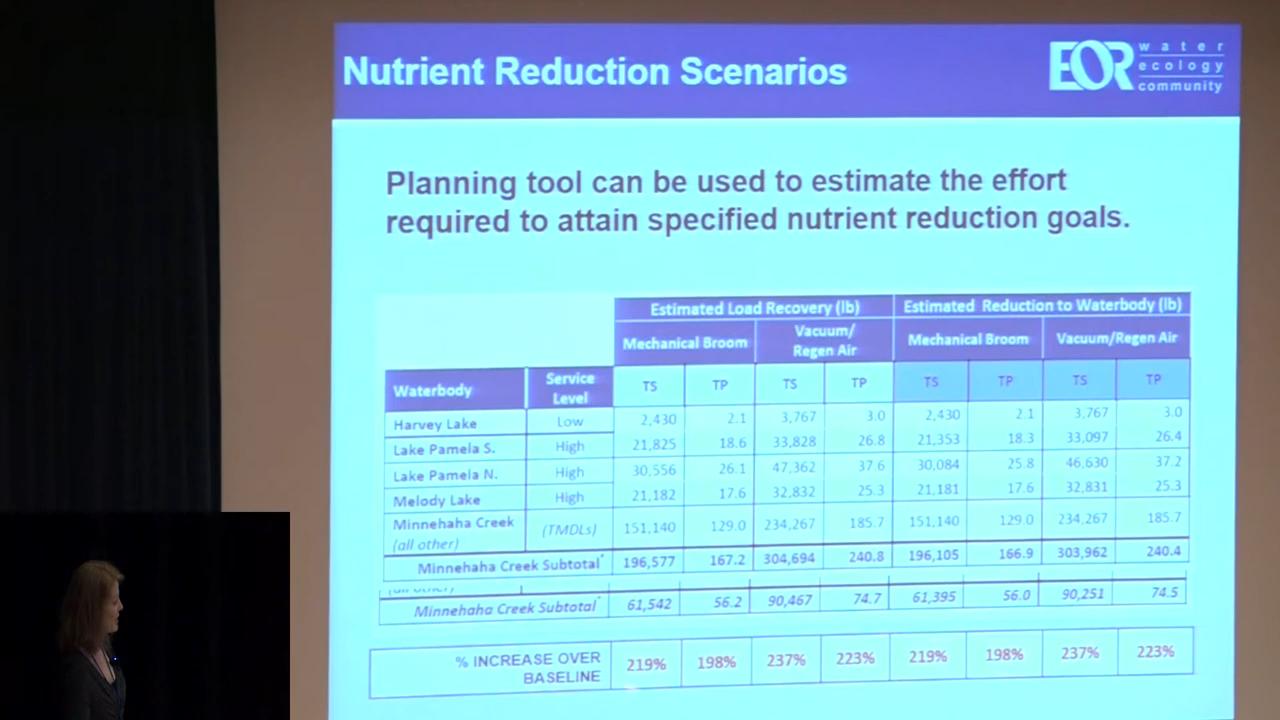 Nutrient Reduction Scenarios
EOR
water
ecology
community
Planning tool can be used to estimate the effort
required to attain specified nutrient reduction goals.
Estimated Load Recovery (lb) Estimated Reduction to Waterbody (lb)
Mechanical Broom Vacuum/ Regen Air Mechanical Broom Vacuum/Regen Air
Waterbody Service Level TS TP TS TP TS TP TS TP
Harvey Lake Low 2,430 2.1 3,767 3.0 2,430 2.1 3,767 3.0
Lake Pamela S. High 21,825 18.6 33,828 26.8 21,353 18.3 33,097 26.4
Lake Pamela N. High 30,556 26.1 47,362 37.6 30,084 25.8 46,630 37.2
Melody Lake High 21,182 17.6 32,832 25.3 21,181 17.6 32,831 25.3
Minnehaha Creek (all other) (TMDLs) 151,140 129.0 234,267 185.7 151,140 129.0 234,267 185.7
Minnehaha Creek Subtotal* 196,577 167.2 304,694 240.8 196,105 166.9 303,962 240.4
(all other)
Minnehaha Creek Subtotal* 61,542 56.2 90,467 74.7 61,395 56.0 90,251 74.5
% INCREASE OVER BASELINE 219% 198% 237% 223% 219% 198% 237% 223%